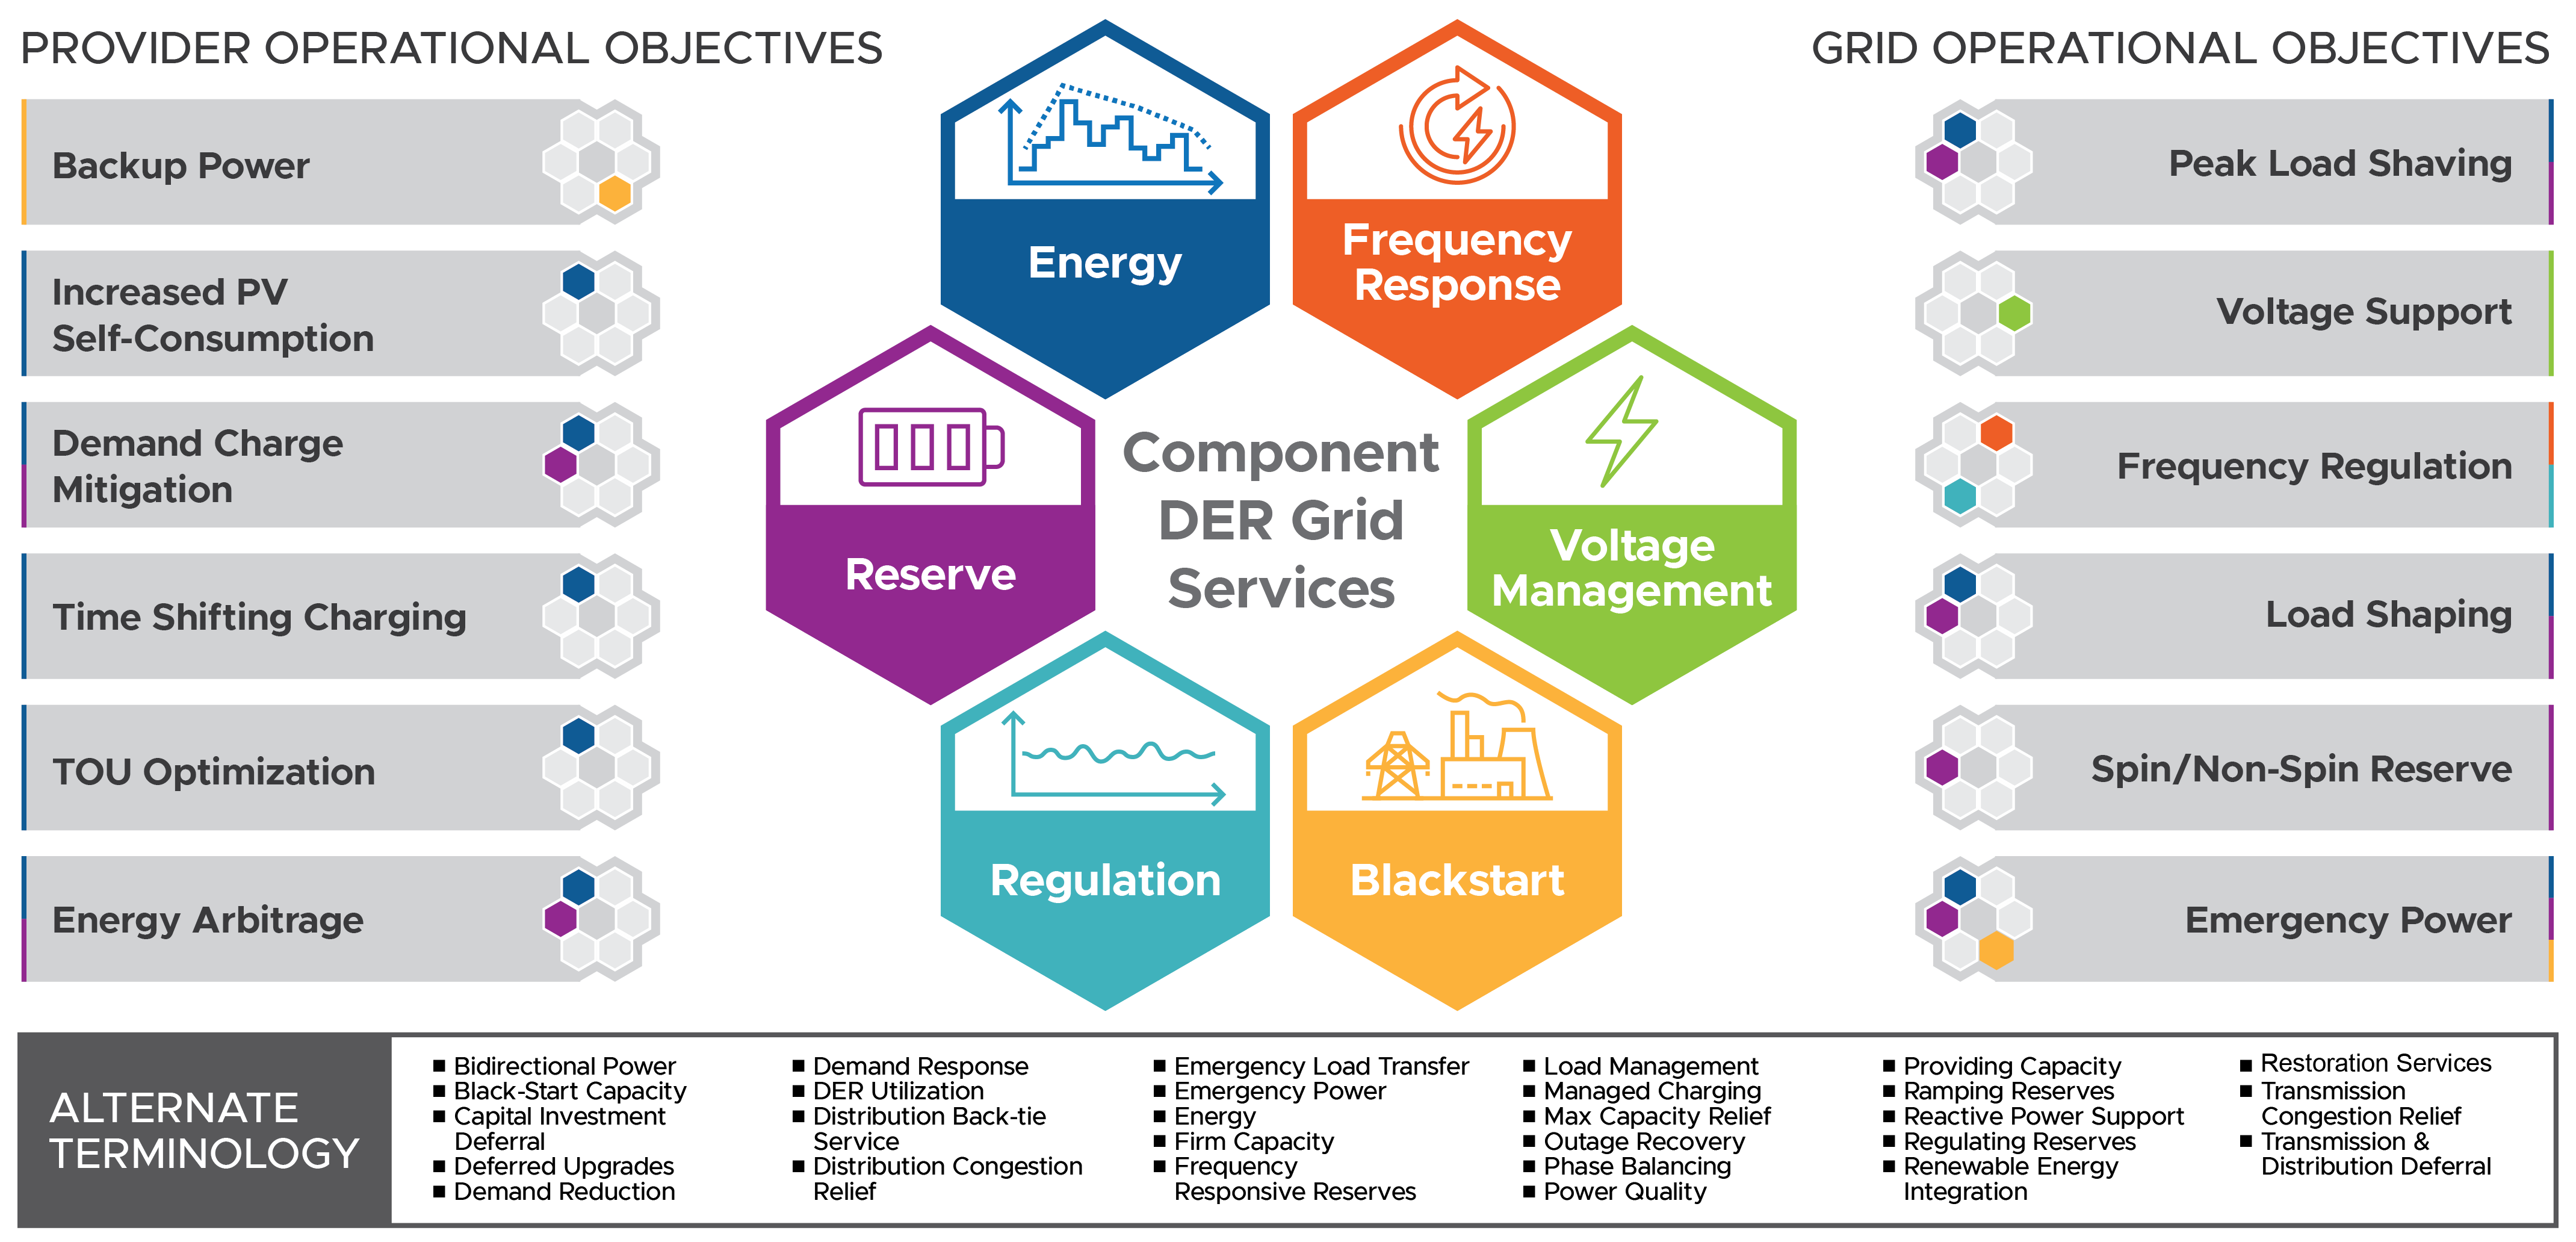 PROVIDER OPERATIONAL OBJECTIVES
Backup Power
Increased PV
Self-Consumption
Demand Charge
Mitigation
Time Shifting Charging
TOU Optimization
Energy Arbitrage
Energy
Frequency
Response
Reserve
Component
DER Grid
Services
Voltage
Management
Regulation
Blackstart
GRID OPERATIONAL OBJECTIVES
Peak Load Shaving
Voltage Support
Frequency Regulation
Load Shaping
Spin/Non-Spin Reserve
Emergency Power
ALTERNATE
TERMINOLOGY
■ Bidirectional Power
■ Black-Start Capacity
■ Capital Investment
Deferral
■ Deferred Upgrades
■ Demand Reduction
■ Demand Response
■ DER Utilization
■ Distribution Back-tie
Service
■ Distribution Congestion
Relief
■ Emergency Load Transfer
■ Emergency Power
■ Energy
■ Firm Capacity
■ Frequency
Responsive Reserves
■ Load Management
■ Managed Charging
■ Max Capacity Relief
■ Outage Recovery
■ Phase Balancing
■ Power Quality
■ Providing Capacity
■ Ramping Reserves
■ Reactive Power Support
■ Regulating Reserves
■ Renewable Energy
Integration
■ Restoration Services
■ Transmission
Congestion Relief
■ Transmission &
Distribution Deferral